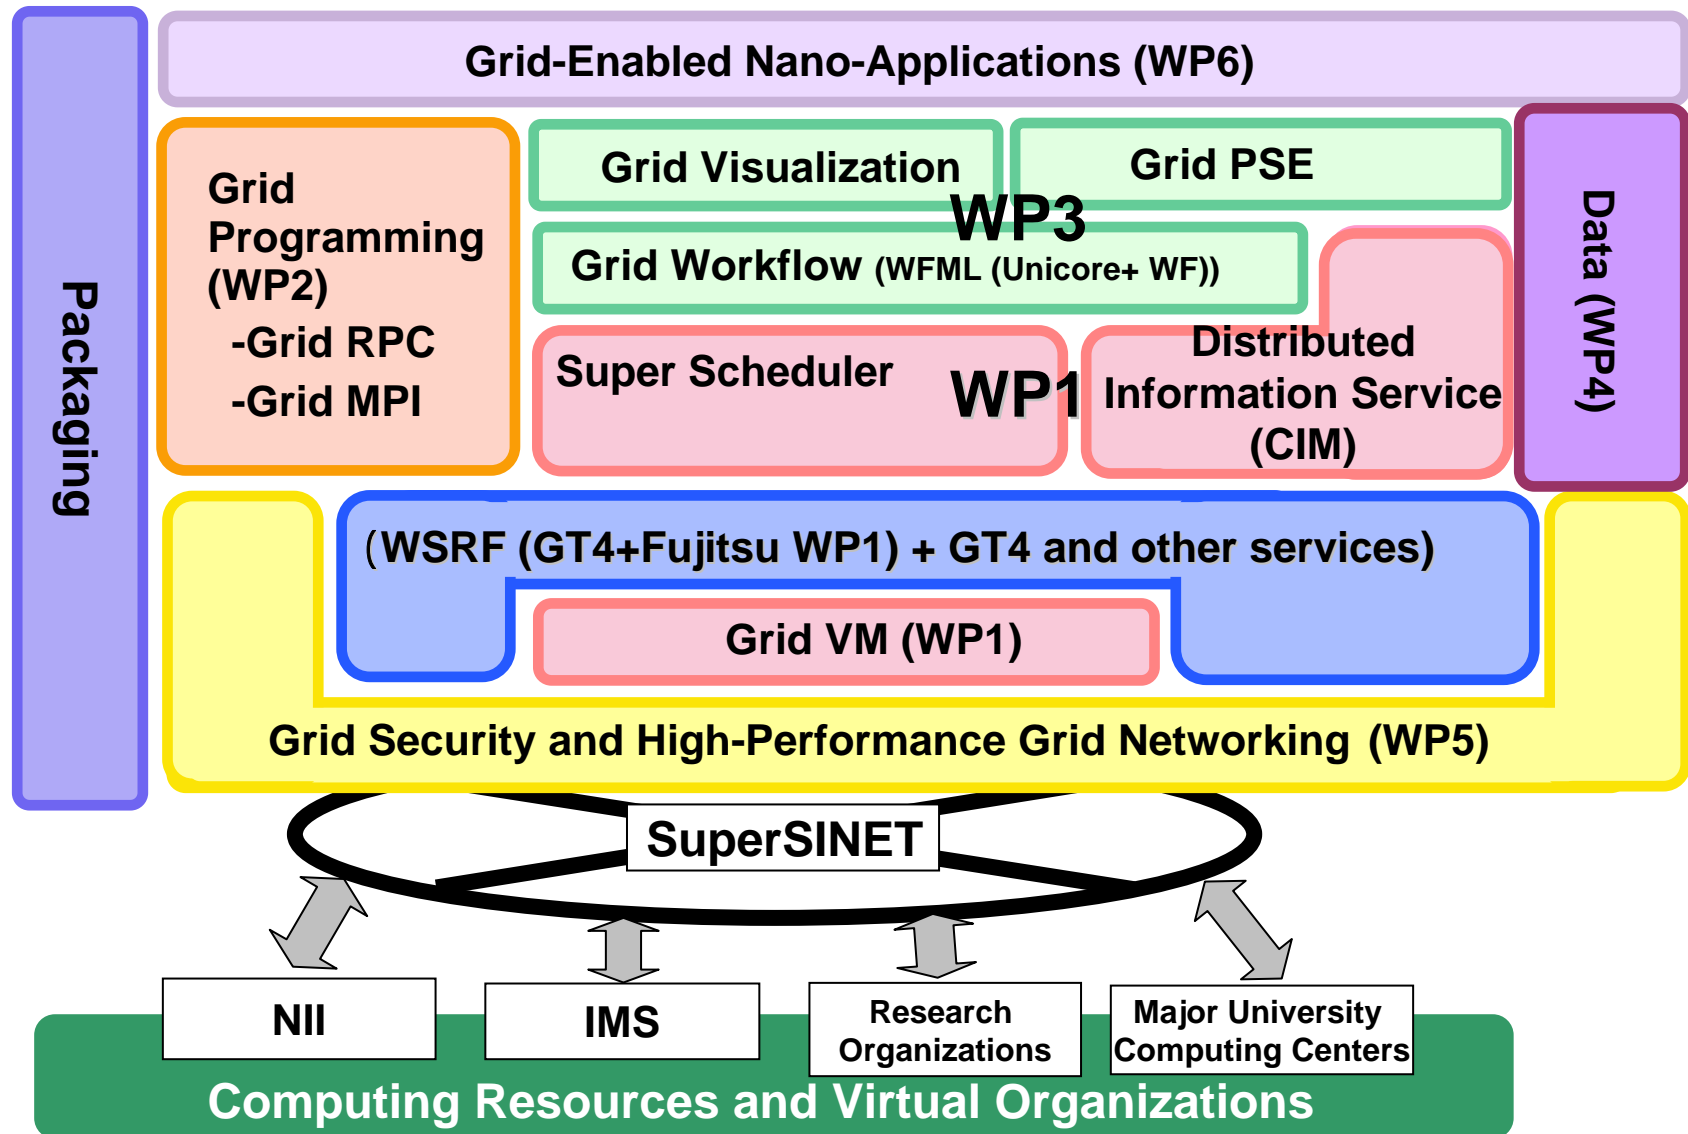 Packaging
Grid-Enabled Nano-Applications (WP6)
Grid
Programming
(WP2)
-Grid RPC
-Grid MPI
Grid Visualization
Grid PSE
WP3
Grid Workflow (WFML (Unicore+ WF))
Super Scheduler
WP1
Distributed
Information Service
(CIM)
Data (WP4)
(WSRF (GT4+Fujitsu WP1) + GT4 and other services)
Grid VM (WP1)
Grid Security and High-Performance Grid Networking (WP5)
SuperSINET
NII
IMS
Research
Organizations
Major University
Computing Centers
Computing Resources and Virtual Organizations